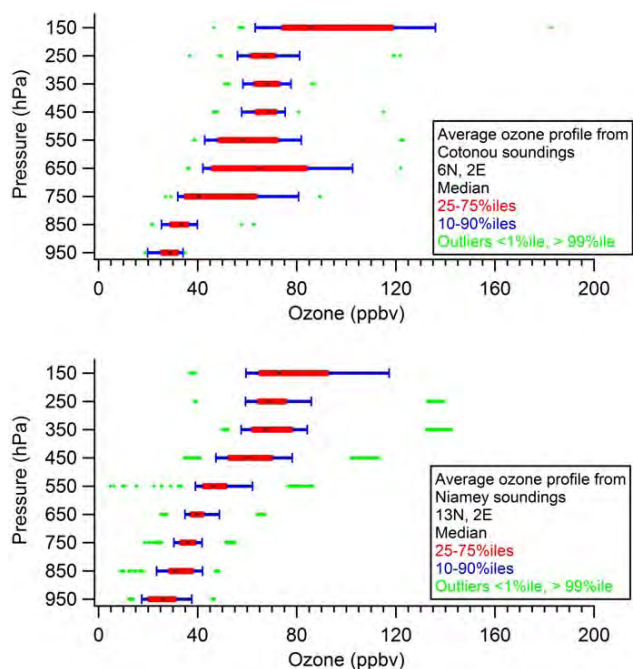 150
250
350
450
550
650
750
850
950
Pressure (hPa)
0
40
80
120
160
200
Ozone (ppbv)
Average ozone profile from
Cotonou soundings
6N, 2E
Median
25-75%iles
10-90%iles
Outliers <1%ile, > 99%ile
150
250
350
450
550
650
750
850
950
Pressure (hPa)
0
40
80
120
160
200
Ozone (ppbv)
Average ozone profile from
Niamey soundings
13N, 2E
Median
25-75%iles
10-90%iles
Outliers <1%ile, > 99%ile